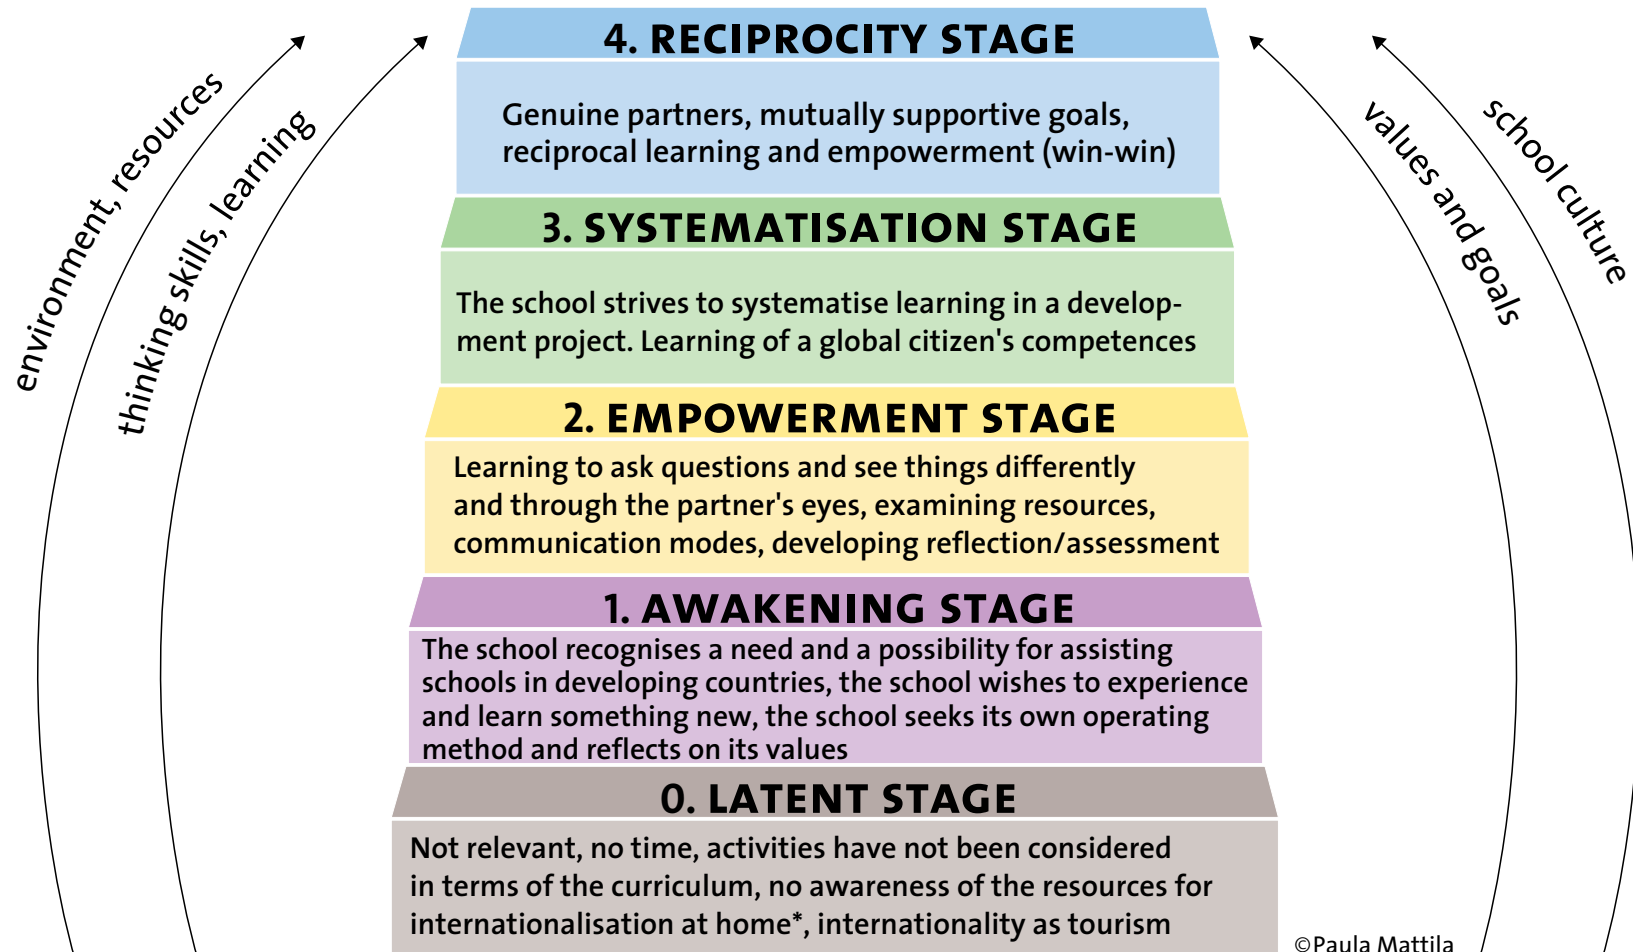 4. RECIPROCITY STAGE
Genuine partners, mutually supportive goals,
reciprocal learning and empowerment (win-win)
3. SYSTEMATISATION STAGE
The school strives to systematise learning in a develop-
ment project. Learning of a global citizen's competences
2. EMPOWERMENT STAGE
Learning to ask questions and see things differently
and through the partner's eyes, examining resources,
communication modes, developing reflection/assessment
1. AWAKENING STAGE
The school recognises a need and a possibility for assisting
schools in developing countries, the school wishes to experience
and learn something new, the school seeks its own operating
method and reflects on its values
0. LATENT STAGE
Not relevant, no time, activities have not been considered
in terms of the curriculum, no awareness of the resources for
internationalisation at home*, internationality as tourism
environment, resources
thinking skills, learning
values and goals
school culture
©Paula Mattila